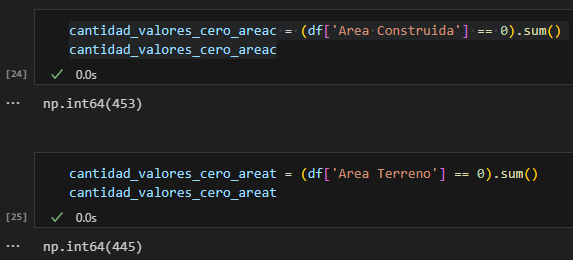 cantidad_valores_cero_areac = (df['Area Construida'] == 0).sum()
cantidad_valores_cero_areac
[24]
0.0s
... np.int64(453)
cantidad_valores_cero_areat = (df['Area Terreno'] == 0).sum()
cantidad_valores_cero_areat
[25]
0.0s
... np.int64(445)